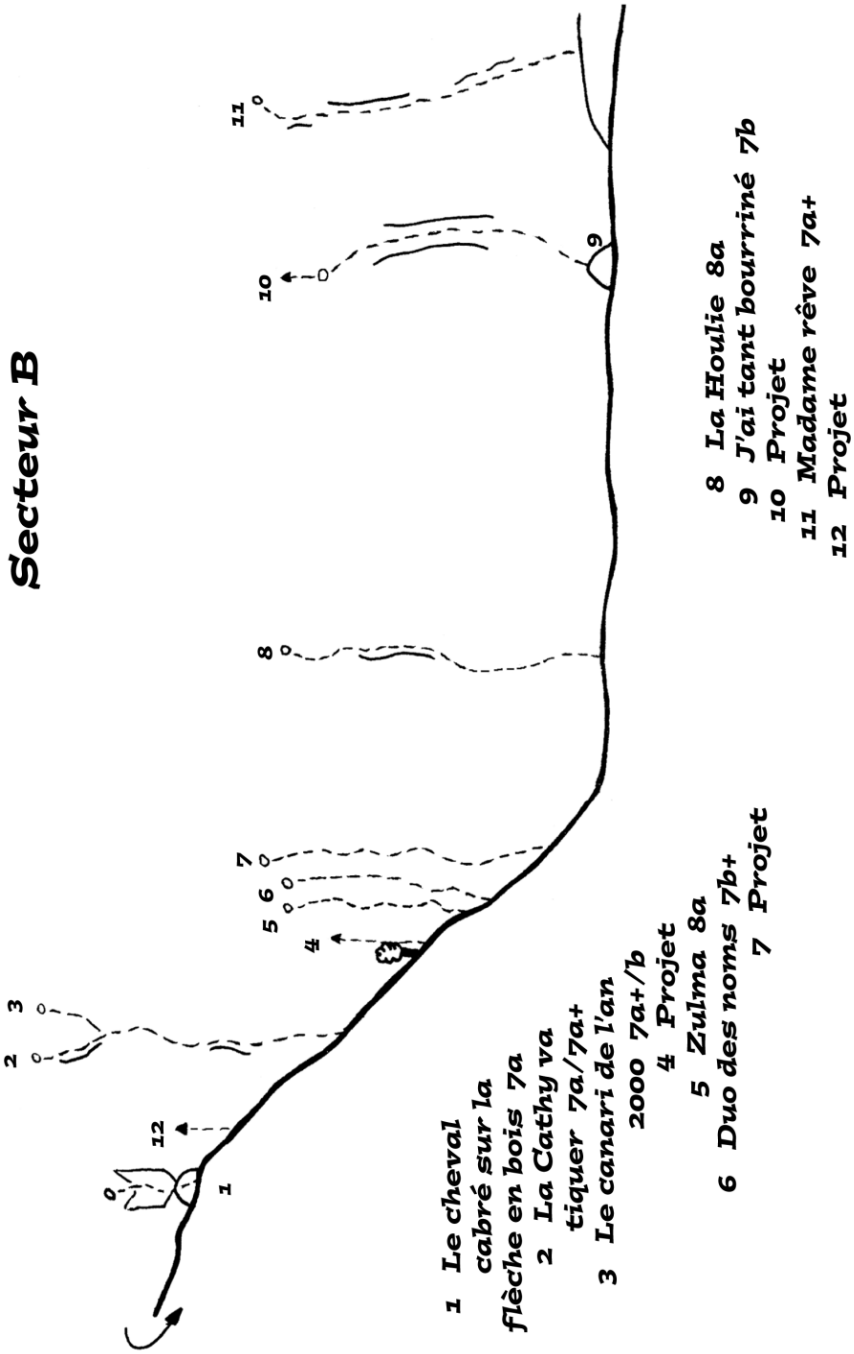 Secteur B
1
12
2
3
4
5
6
7
8
10
9
11
1 Le cheval
cabré sur la
flèche en bois 7a
2 La Cathy va
tiquer 7a/7a+
3 Le canari de l'an
2000 7a+/b
4 Projet
5 Zulma 8a
6 Duo des noms 7b+
7 Projet
8 La Houlie 8a
9 J'ai tant bourriné 7b
10 Projet
11 Madame rêve 7a+
12 Projet